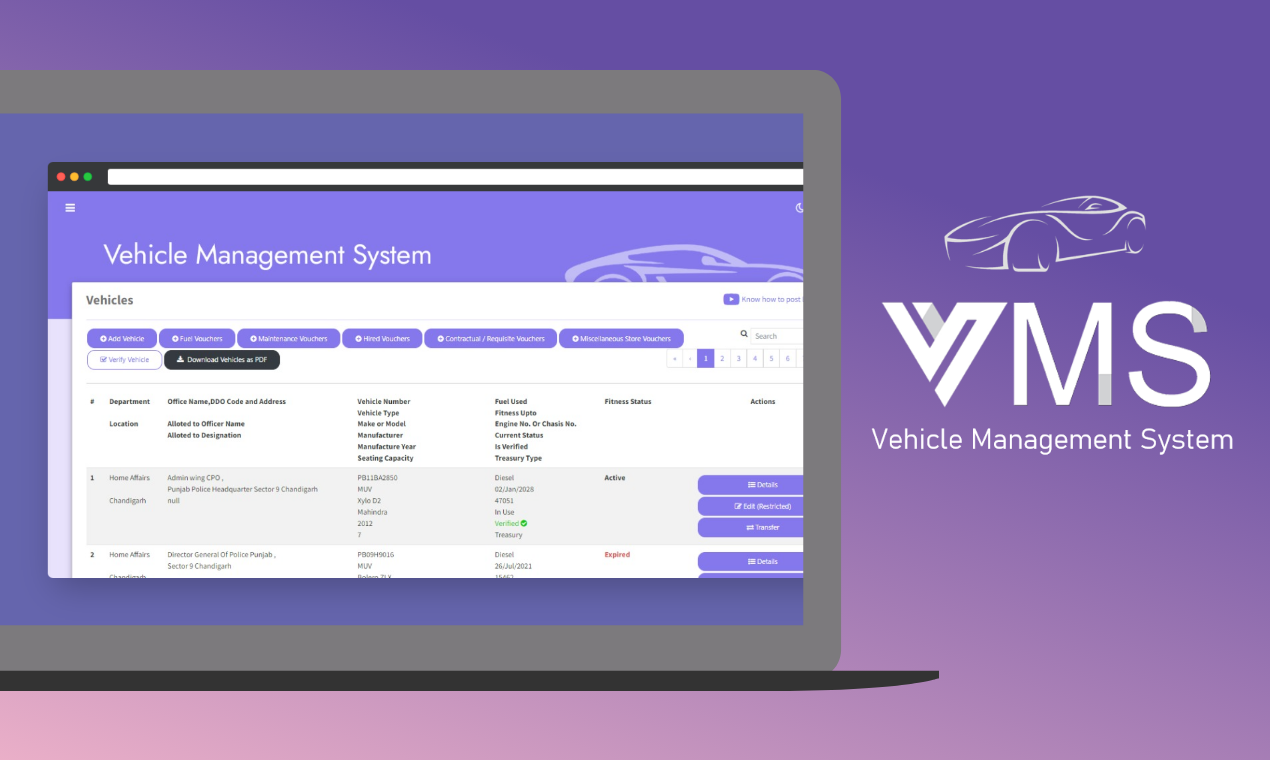 Vehicle Management System
Vehicles
Know how to post
Add Vehicle Fuel Vouchers Maintenance Vouchers Hired Vouchers Contractual / Requisite Vouchers Miscellaneous Store Vouchers
Search
Verify Vehicle Download Vehicles as PDF
« ‹ 1 2 3 4 5 6
# Department Office Name,DDO Code and Address Vehicle Number Fuel Used Fitness Status Actions
Vehicle Type Fitness Upto
Location Alloted to Officer Name Make or Model Engine No. Or Chasis No.
Alloted to Designation Manufacturer Current Status
Manufacture Year Is Verified
Seating Capacity Treasury Type
1 Home Affairs Admin wing CPO , PB11BA2850 Diesel Active Details
Punjab Police Headquarter Sector 9 Chandigarh MUV 02/Jan/2028
Chandigarh null Xylo D2 47051 Edit (Restricted)
Mahindra In Use
2012 Verified Transfer
7 Treasury
2 Home Affairs Director General Of Police Punjab , PB09H9016 Diesel Expired Details
Sector 9 Chandigarh MUV 26/Jul/2021
Chandigarh Bolero ZLX 15462
VMS
Vehicle Management System